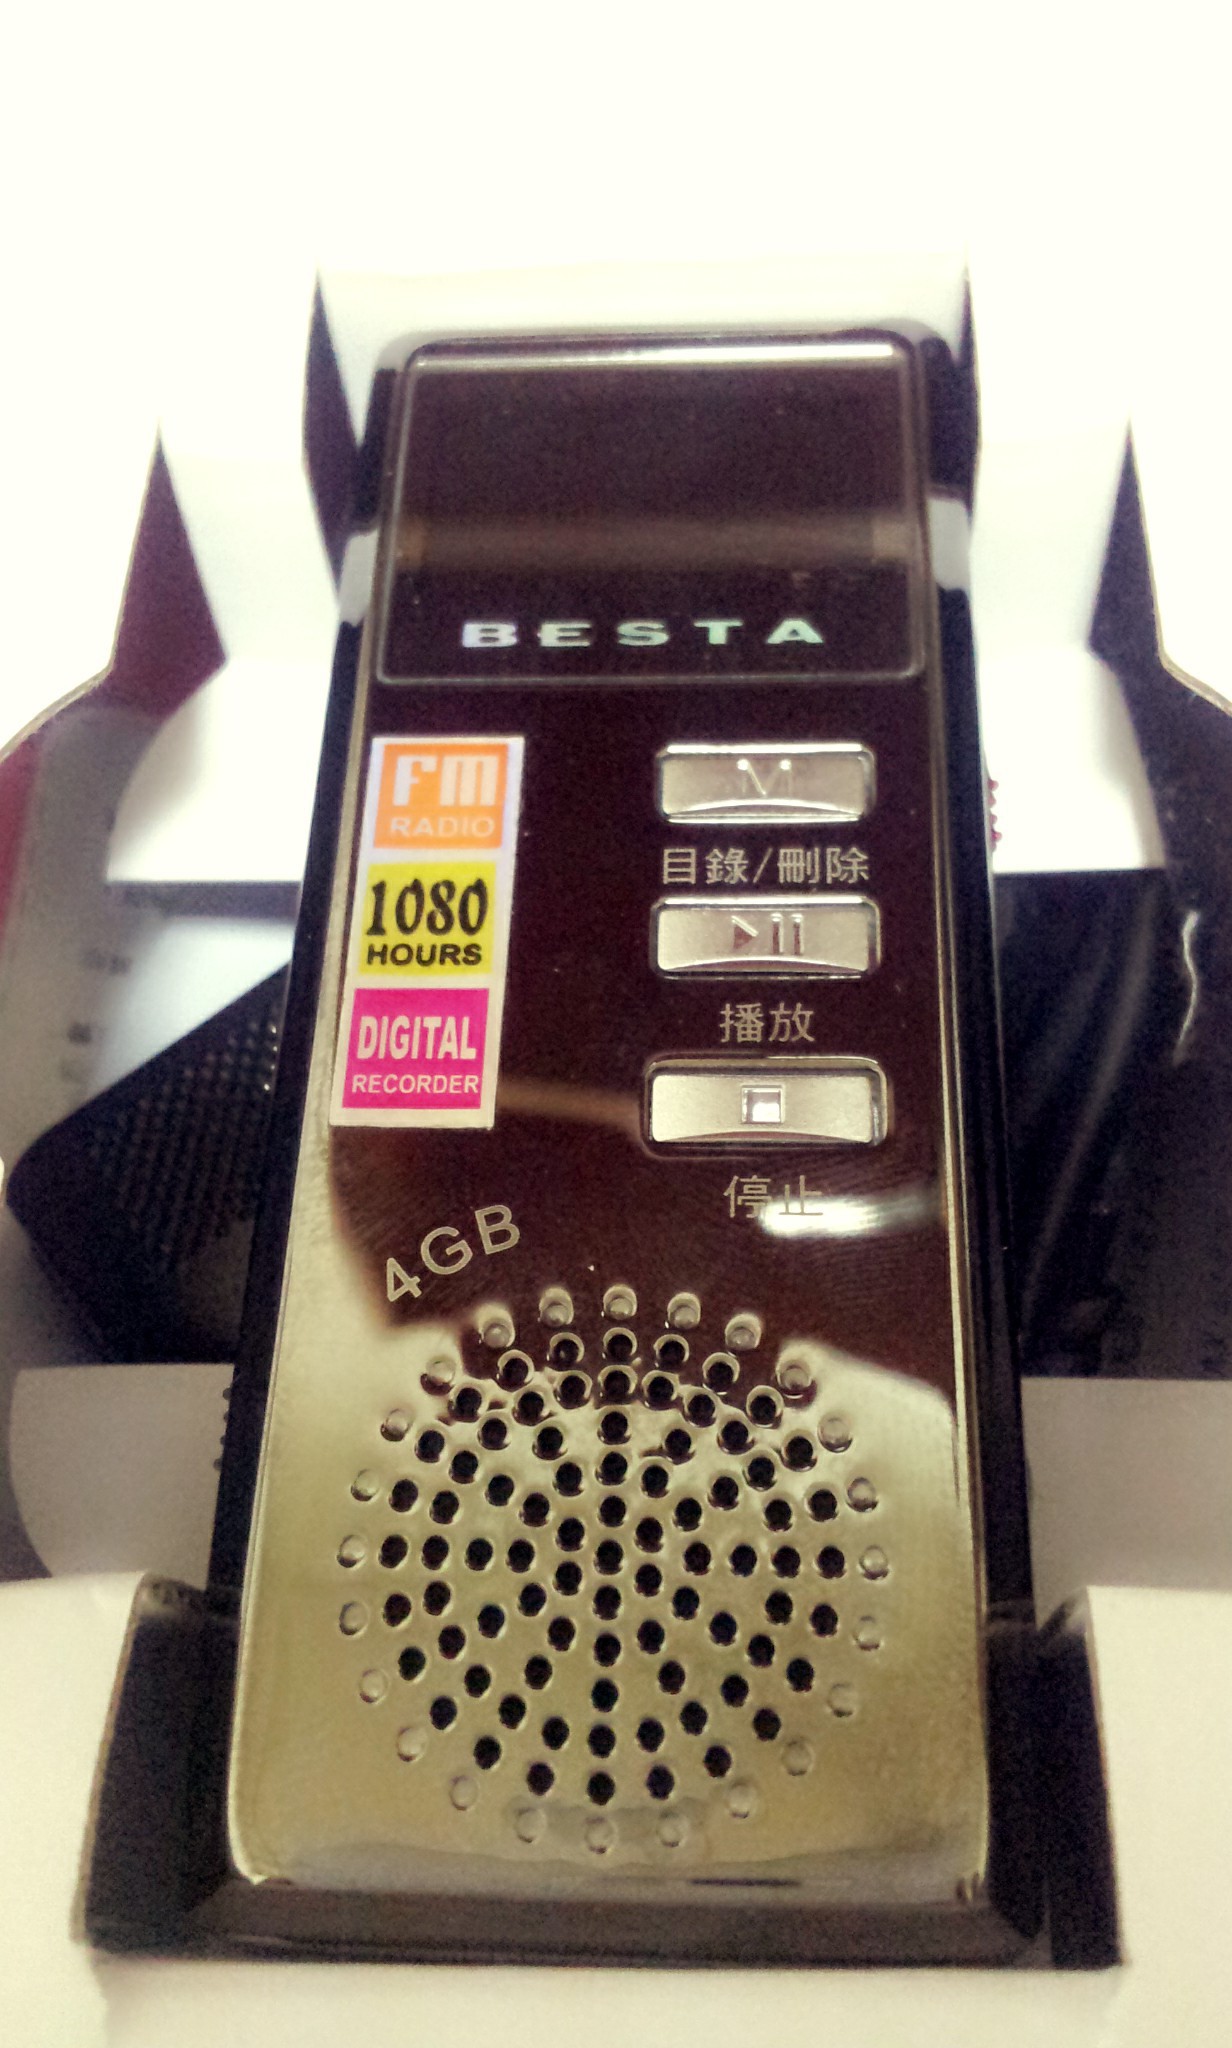 BESTA
FM
RADIO
1080
HOURS
DIGITAL
RECORDER
M
目錄/刪除
播放
停止
4GB